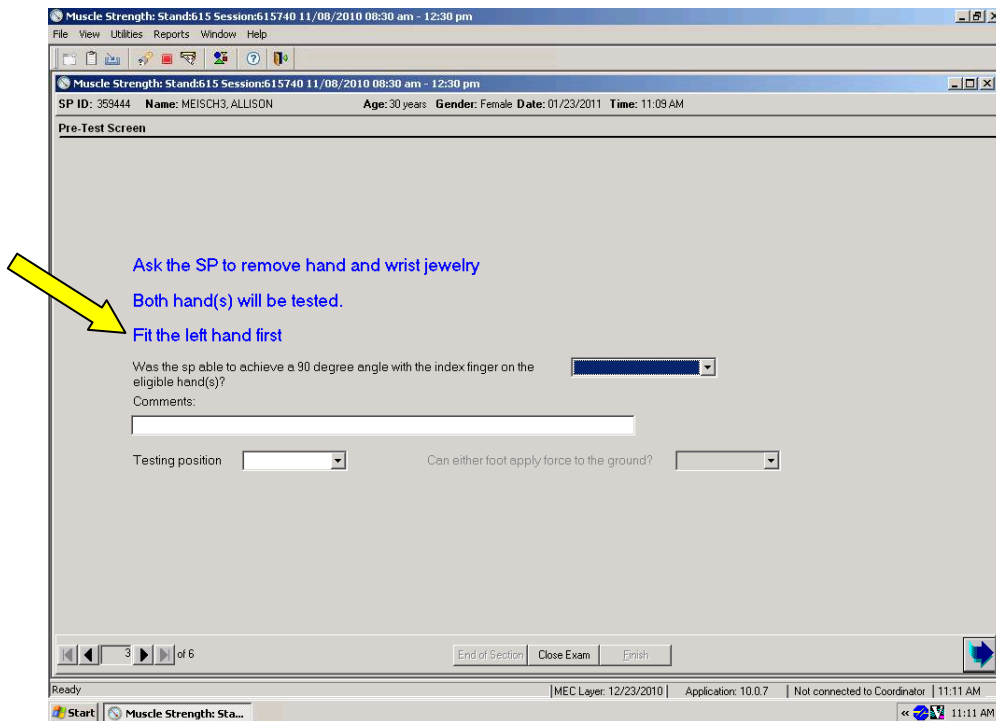 Muscle Strength: Stand:615 Session:615740 11/08/2010 08:30 am - 12:30 pm
File View Utilities Reports Window Help
Muscle Strength: Stand:615 Session:615740 11/08/2010 08:30 am - 12:30 pm
SP ID: 359444 Name: MEISCH3, ALLISON Age: 30 years Gender: Female Date: 01/23/2011 Time: 11:09 AM
Pre-Test Screen
Ask the SP to remove hand and wrist jewelry
Both hand(s) will be tested.
Fit the left hand first
Was the sp able to achieve a 90 degree angle with the index finger on the
eligible hand(s)?
Comments:
Testing position Can either foot apply force to the ground?
3 of 6 End of Section Close Exam Finish
Ready MEC Layer: 12/23/2010 Application: 10.0.7 Not connected to Coordinator 11:11 AM
Start Muscle Strength: Sta... « 11:11 AM